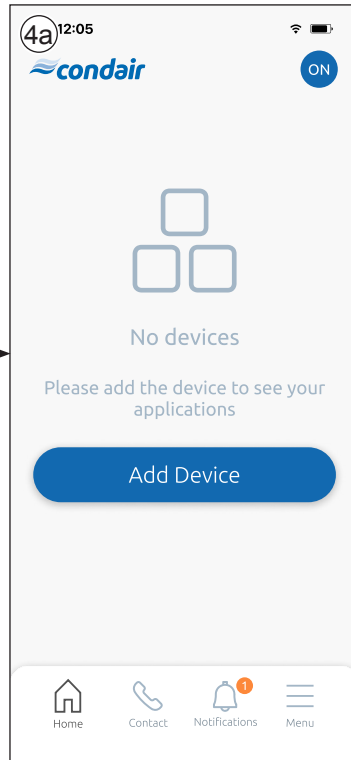 4a 12:05
condair ON
No devices
Please add the device to see your
applications
Add Device
1
Home Contact Notifications Menu